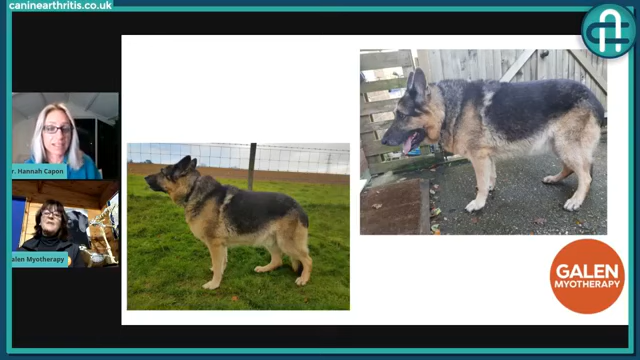 caninearthritis.co.uk
r. Hannah Capon
alen Myotherapy
GALEN
MYOTHERAPY